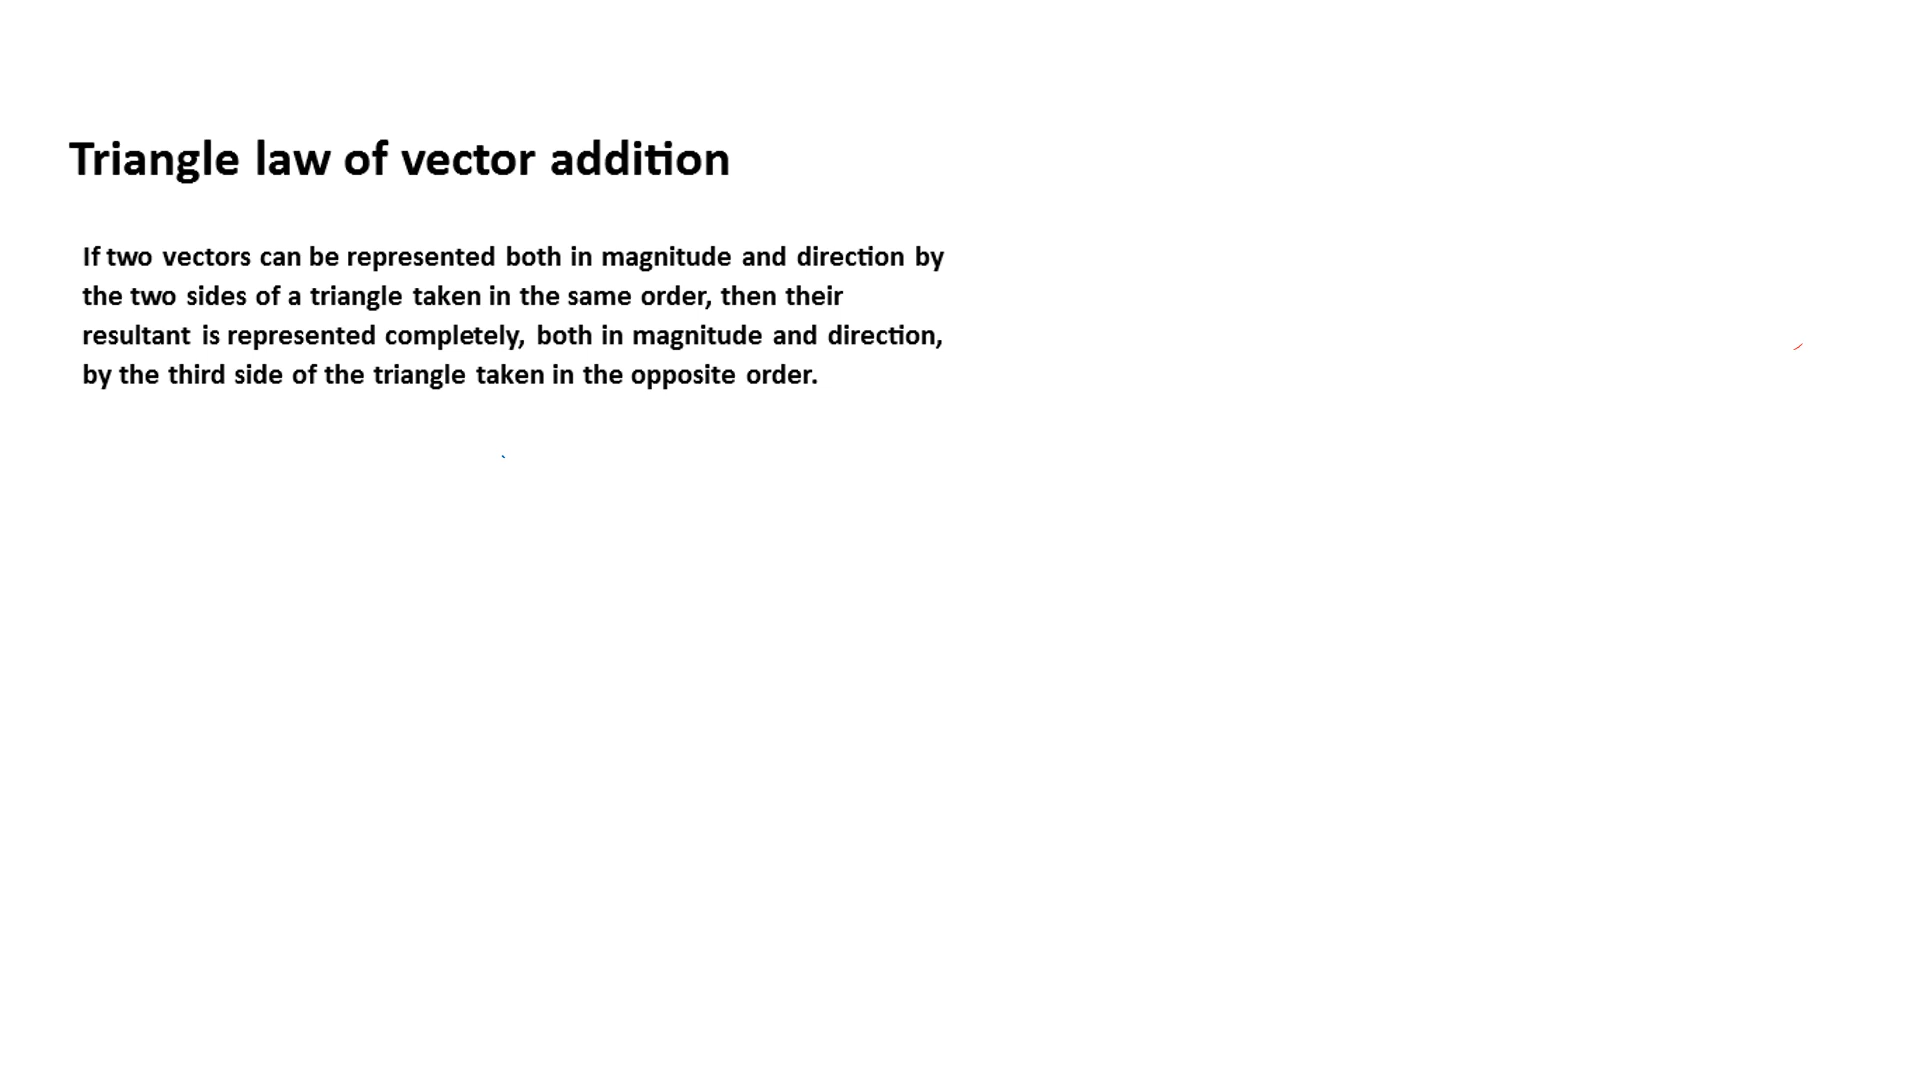 Triangle law of vector addition
If two vectors can be represented both in magnitude and direction by
the two sides of a triangle taken in the same order, then their
resultant is represented completely, both in magnitude and direction,
by the third side of the triangle taken in the opposite order.